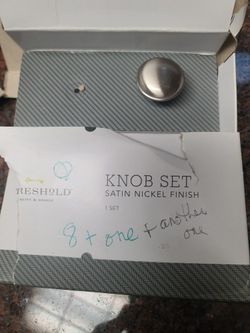 KNOB SET
RESHOLD
SATIN NICKEL FINISH
1 SET
8 + one + another
one